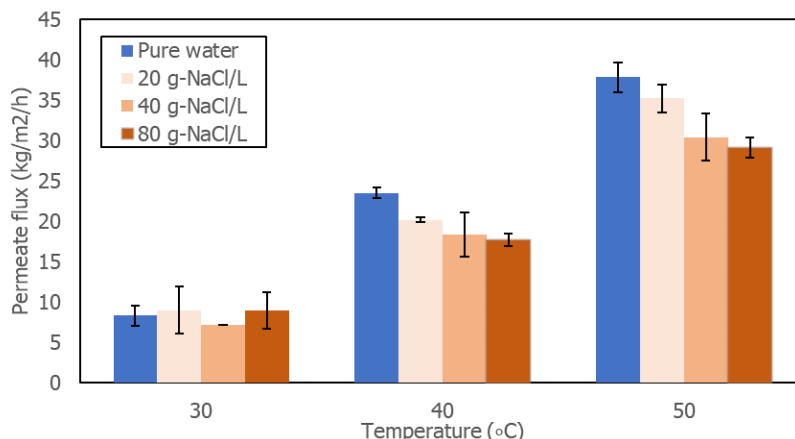 45
40
35
30
25
20
15
10
5
0
Permeate flux (kg/m2/h)
Pure water
20 g-NaCl/L
40 g-NaCl/L
80 g-NaCl/L
30
40
50
Temperature (∘C)